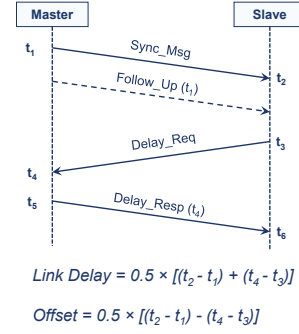 Master Slave
Sync_Msg
t₁
t₂
Follow_Up (t₁)
t₃
Delay_Req
t₄
t₅
Delay_Resp (t₄)
t₆
Link Delay = 0.5 × [(t₂ - t₁) + (t₄ - t₃)]
Offset = 0.5 × [(t₂ - t₁) - (t₄ - t₃)]